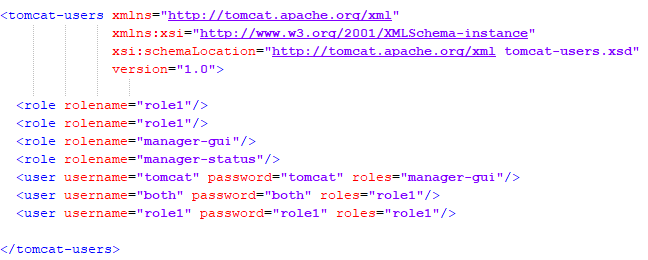 <tomcat-users xmlns="http://tomcat.apache.org/xml"
xmlns:xsi="http://www.w3.org/2001/XMLSchema-instance"
xsi:schemaLocation="http://tomcat.apache.org/xml tomcat-users.xsd"
version="1.0">
<role rolename="role1"/>
<role rolename="role1"/>
<role rolename="manager-gui"/>
<role rolename="manager-status"/>
<user username="tomcat" password="tomcat" roles="manager-gui"/>
<user username="both" password="both" roles="role1"/>
<user username="role1" password="role1" roles="role1"/>
</tomcat-users>